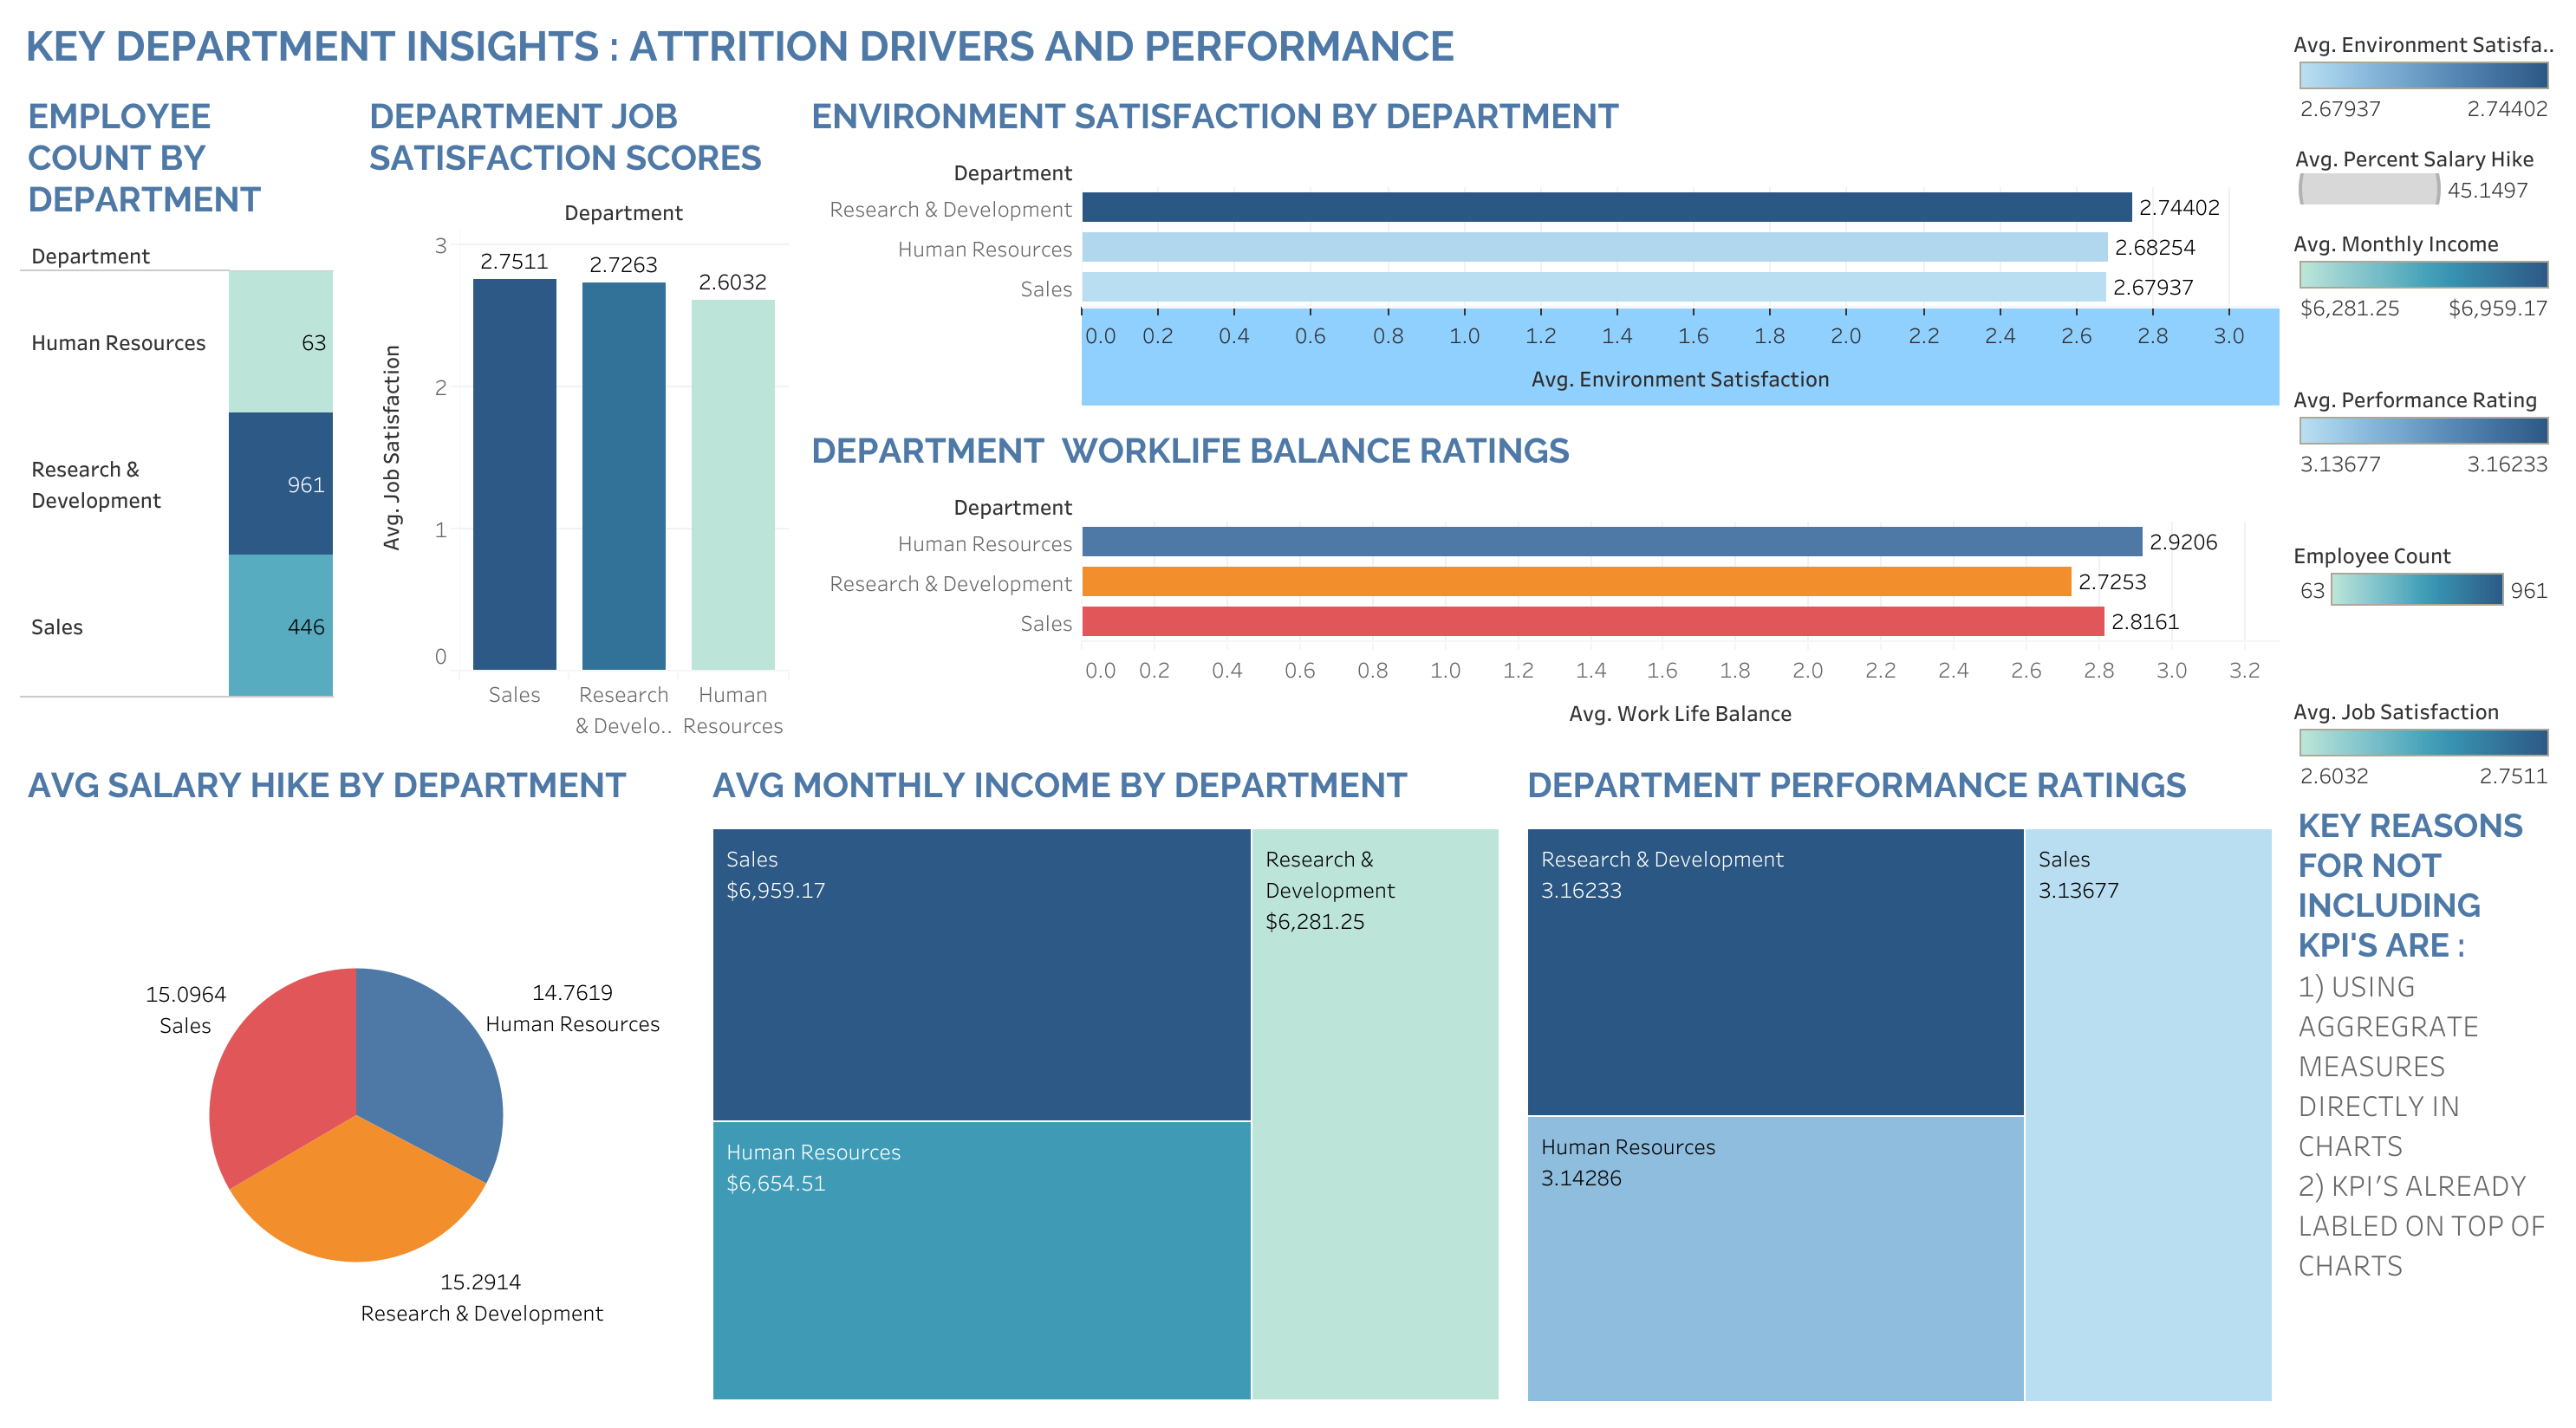 KEY DEPARTMENT INSIGHTS : ATTRITION DRIVERS AND PERFORMANCE
EMPLOYEE
COUNT BY
DEPARTMENT
Department
Human Resources
63
Research &
Development
961
Sales
446
DEPARTMENT JOB
SATISFACTION SCORES
Department
Avg. Job Satisfaction
3
2
1
0
2.7511
2.7263
2.6032
Sales
Research
& Develo..
Human
Resources
ENVIRONMENT SATISFACTION BY DEPARTMENT
Department
Research & Development
2.74402
Human Resources
2.68254
Sales
2.67937
0.0 0.2 0.4 0.6 0.8 1.0 1.2 1.4 1.6 1.8 2.0 2.2 2.4 2.6 2.8 3.0
Avg. Environment Satisfaction
DEPARTMENT  WORKLIFE BALANCE RATINGS
Department
Human Resources
2.9206
Research & Development
2.7253
Sales
2.8161
0.0 0.2 0.4 0.6 0.8 1.0 1.2 1.4 1.6 1.8 2.0 2.2 2.4 2.6 2.8 3.0 3.2
Avg. Work Life Balance
AVG SALARY HIKE BY DEPARTMENT
15.0964
Sales
14.7619
Human Resources
15.2914
Research & Development
AVG MONTHLY INCOME BY DEPARTMENT
Sales
$6,959.17
Human Resources
$6,654.51
Research &
Development
$6,281.25
DEPARTMENT PERFORMANCE RATINGS
Research & Development
3.16233
Human Resources
3.14286
Sales
3.13677
Avg. Environment Satisfa..
2.67937 2.74402
Avg. Percent Salary Hike
45.1497
Avg. Monthly Income
$6,281.25 $6,959.17
Avg. Performance Rating
3.13677 3.16233
Employee Count
63 961
Avg. Job Satisfaction
2.6032 2.7511
KEY REASONS
FOR NOT
INCLUDING
KPI'S ARE :
1) USING
AGGREGRATE
MEASURES
DIRECTLY IN
CHARTS
2) KPI’S ALREADY
LABLED ON TOP OF
CHARTS